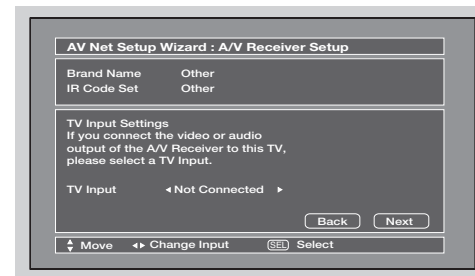 AV Net Setup Wizard : A/V Receiver Setup
Brand Name Other
IR Code Set Other
TV Input Settings
If you connect the video or audio
output of the A/V Receiver to this TV,
please select a TV Input.
TV Input Not Connected
Back Next
Move Change Input SEL Select